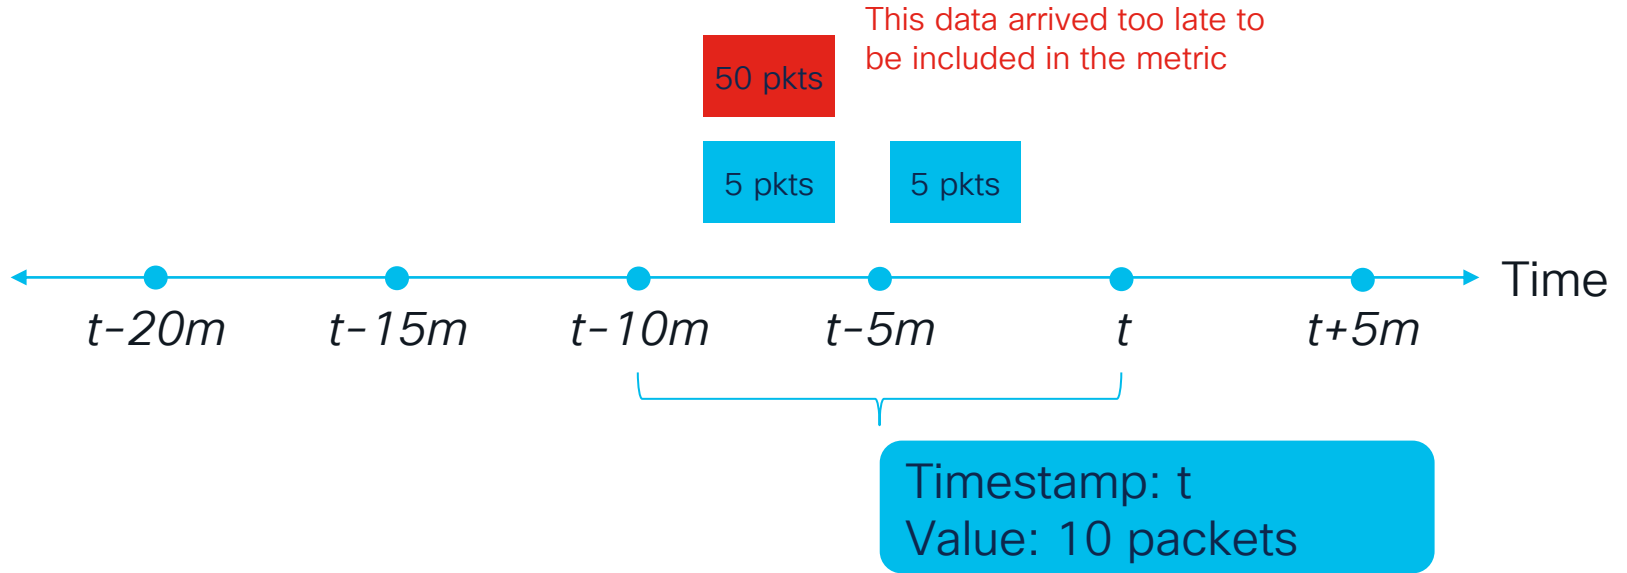 This data arrived too late to
be included in the metric
50 pkts
5 pkts
5 pkts
Time
t-20m
t-15m
t-10m
t-5m
t
t+5m
Timestamp: t
Value: 10 packets